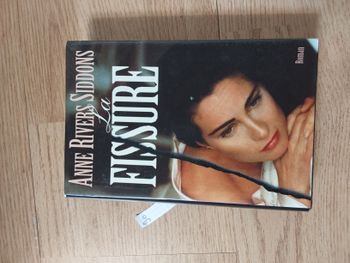 ANNE RIVERS SIDDONS
La
FISSURE
Roman